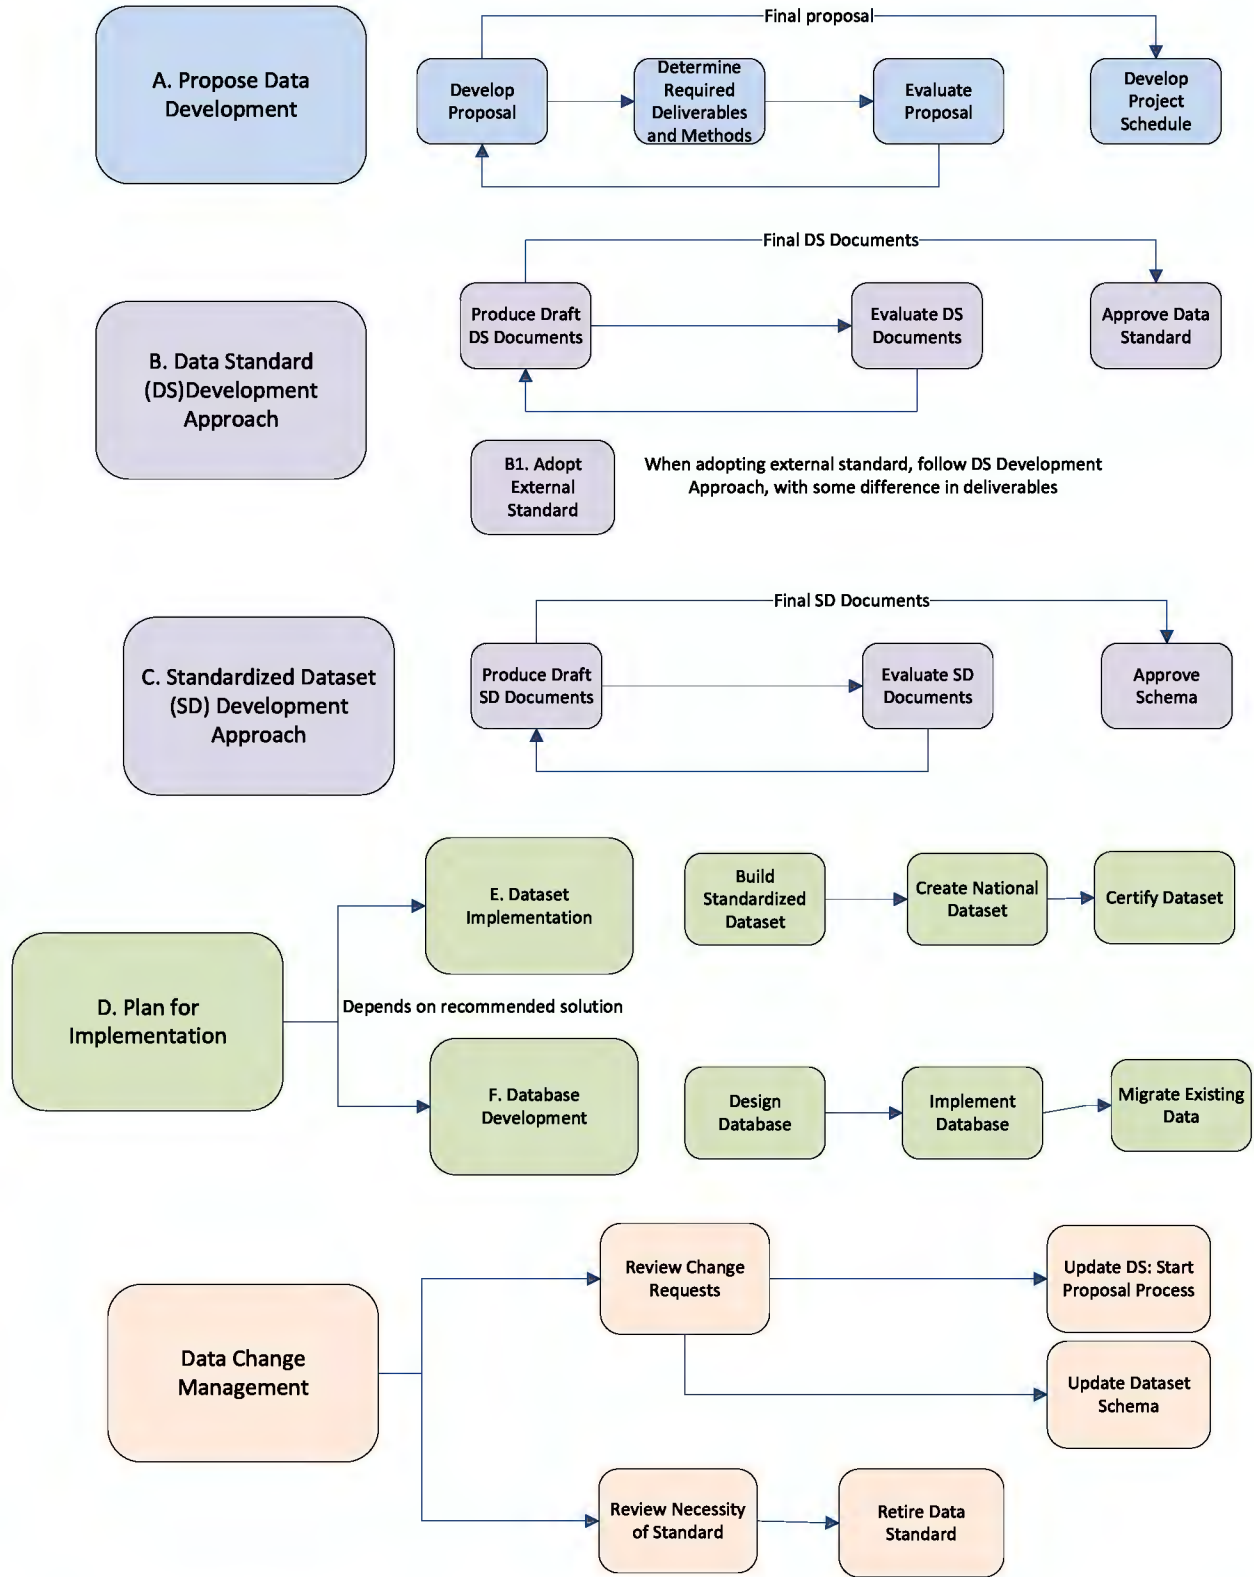 Final proposal
A. Propose Data
Development
Develop
Proposal
Determine
Required
Deliverables
and Methods
Evaluate
Proposal
Develop
Project
Schedule
Final DS Documents
B. Data Standard
(DS)Development
Approach
Produce Draft
DS Documents
Evaluate DS
Documents
Approve Data
Standard
B1. Adopt
External
Standard
When adopting external standard, follow DS Development
Approach, with some difference in deliverables
Final SD Documents
C. Standardized Dataset
(SD) Development
Approach
Produce Draft
SD Documents
Evaluate SD
Documents
Approve
Schema
D. Plan for
Implementation
Depends on recommended solution
E. Dataset
Implementation
Build
Standardized
Dataset
Create National
Dataset
Certify Dataset
F. Database
Development
Design
Database
Implement
Database
Migrate Existing
Data
Data Change
Management
Review Change
Requests
Update DS: Start
Proposal Process
Update Dataset
Schema
Review Necessity
of Standard
Retire Data
Standard